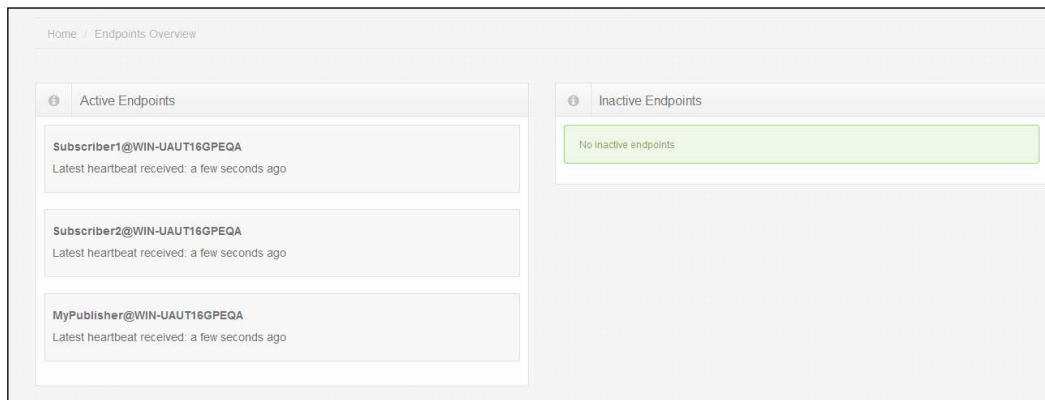 Home / Endpoints Overview
Active Endpoints
Subscriber1@WIN-UAUT16GPEQA
Latest heartbeat received: a few seconds ago
Subscriber2@WIN-UAUT16GPEQA
Latest heartbeat received: a few seconds ago
MyPublisher@WIN-UAUT16GPEQA
Latest heartbeat received: a few seconds ago
Inactive Endpoints
No inactive endpoints